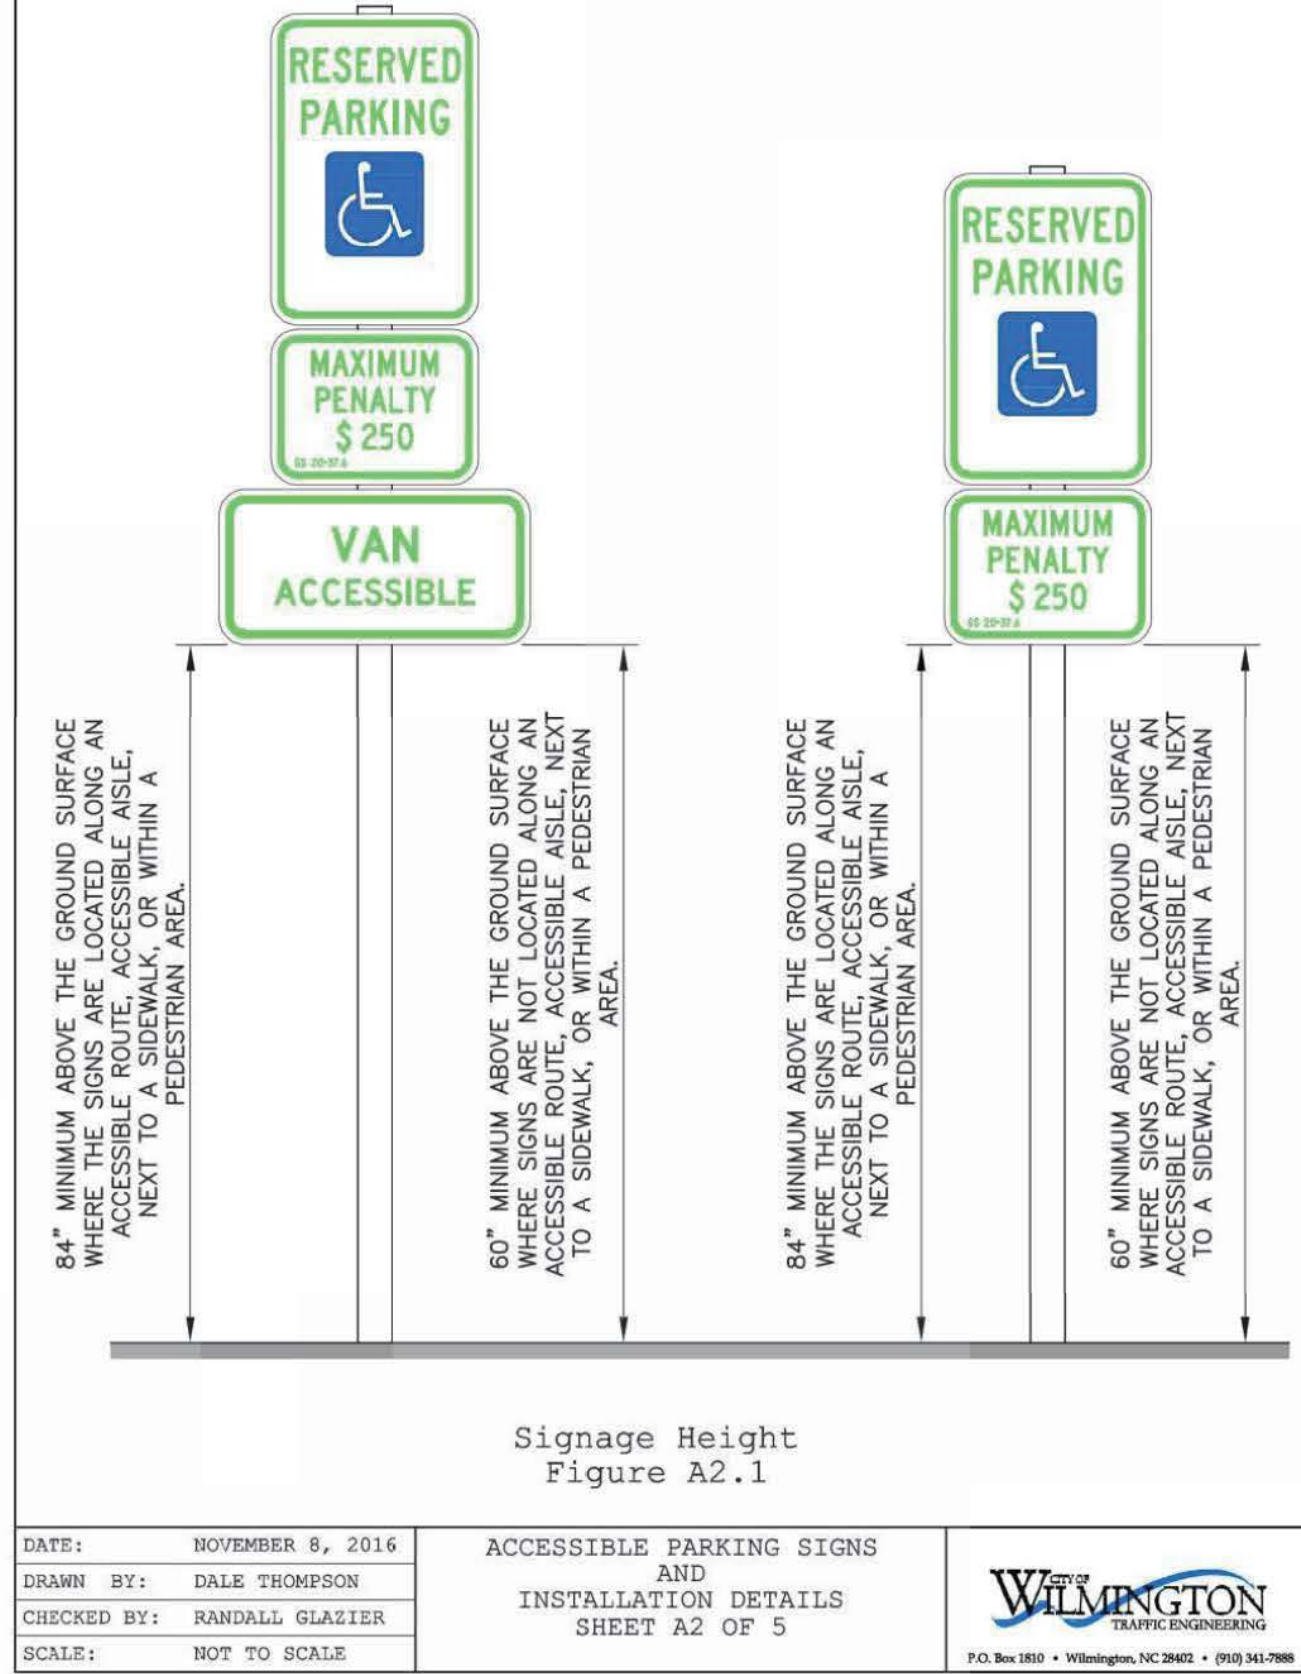 RESERVED
PARKING
MAXIMUM
PENALTY
$ 250
GS 20-37.6
VAN
ACCESSIBLE
RESERVED
PARKING
MAXIMUM
PENALTY
$ 250
GS 20-37.6
84" MINIMUM ABOVE THE GROUND SURFACE
WHERE THE SIGNS ARE LOCATED ALONG AN
ACCESSIBLE ROUTE, ACCESSIBLE AISLE,
NEXT TO A SIDEWALK, OR WITHIN A
PEDESTRIAN AREA.
60" MINIMUM ABOVE THE GROUND SURFACE
WHERE SIGNS ARE NOT LOCATED ALONG AN
ACCESSIBLE ROUTE, ACCESSIBLE AISLE, NEXT
TO A SIDEWALK, OR WITHIN A PEDESTRIAN
AREA.
84" MINIMUM ABOVE THE GROUND SURFACE
WHERE THE SIGNS ARE LOCATED ALONG AN
ACCESSIBLE ROUTE, ACCESSIBLE AISLE,
NEXT TO A SIDEWALK, OR WITHIN A
PEDESTRIAN AREA.
60" MINIMUM ABOVE THE GROUND SURFACE
WHERE SIGNS ARE NOT LOCATED ALONG AN
ACCESSIBLE ROUTE, ACCESSIBLE AISLE, NEXT
TO A SIDEWALK, OR WITHIN A PEDESTRIAN
AREA.
Signage Height
Figure A2.1
DATE: NOVEMBER 8, 2016
DRAWN BY: DALE THOMPSON
CHECKED BY: RANDALL GLAZIER
SCALE: NOT TO SCALE
ACCESSIBLE PARKING SIGNS
AND
INSTALLATION DETAILS
SHEET A2 OF 5
CITY OF
WILMINGTON
TRAFFIC ENGINEERING
P.O. Box 1810 • Wilmington, NC 28402 • (910) 341-7888